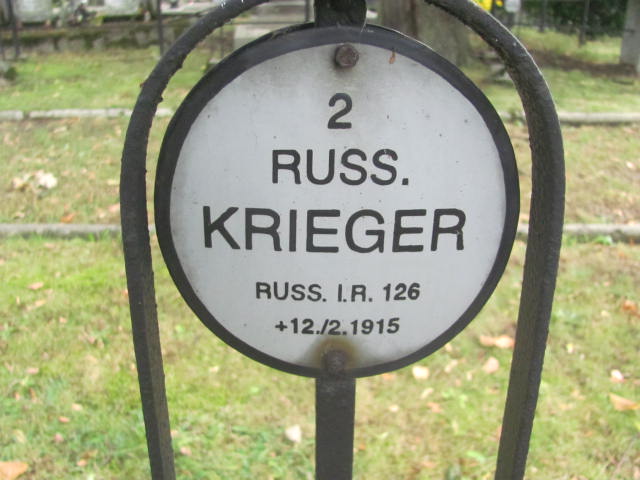 2
RUSS.
KRIEGER
RUSS. I.R. 126
+12./2.1915